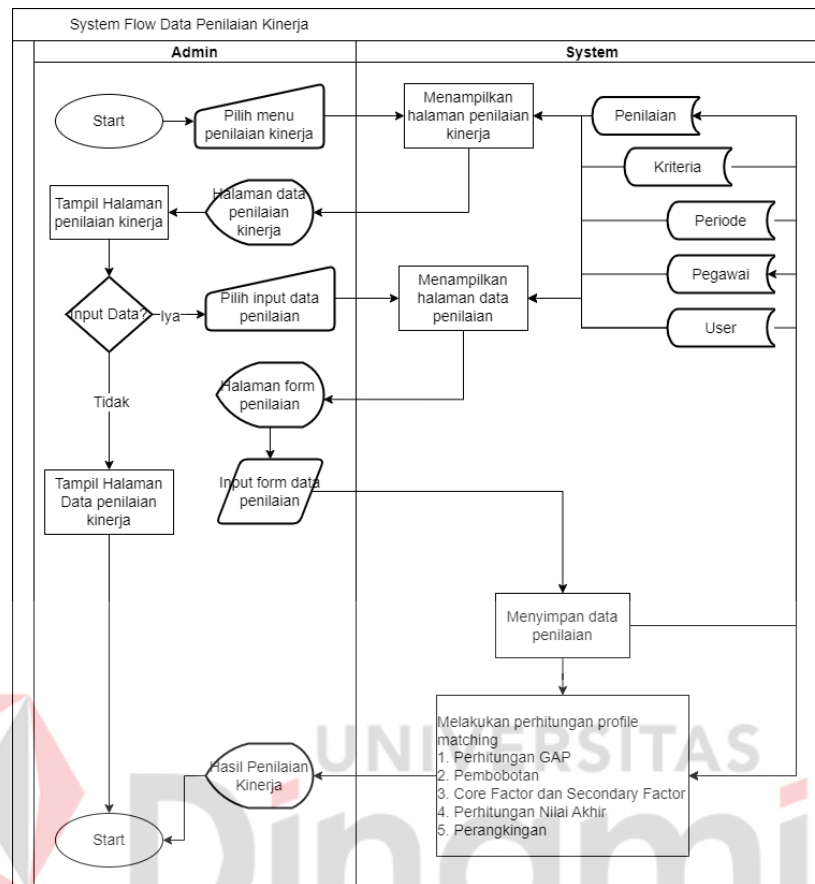 System Flow Data Penilaian Kinerja
Admin
System
Start
Pilih menu
penilaian kinerja
Menampilkan
halaman penilaian
kinerja
Penilaian
Kriteria
Periode
Pegawai
User
Tampil Halaman
penilaian kinerja
Halaman data
penilaian
kinerja
Input Data?
Iya
Pilih input data
penilaian
Menampilkan
halaman data
penilaian
Tidak
Halaman form
penilaian
Tampil Halaman
Data penilaian
kinerja
Input form data
penilaian
Menyimpan data
penilaian
Melakukan perhitungan profile
matching
1. Perhitungan GAP
2. Pembobotan
3. Core Factor dan Secondary Factor
4. Perhitungan Nilai Akhir
5. Perangkingan
Hasil Penilaian
Kinerja
Start
UNIVERSITAS
Dinami